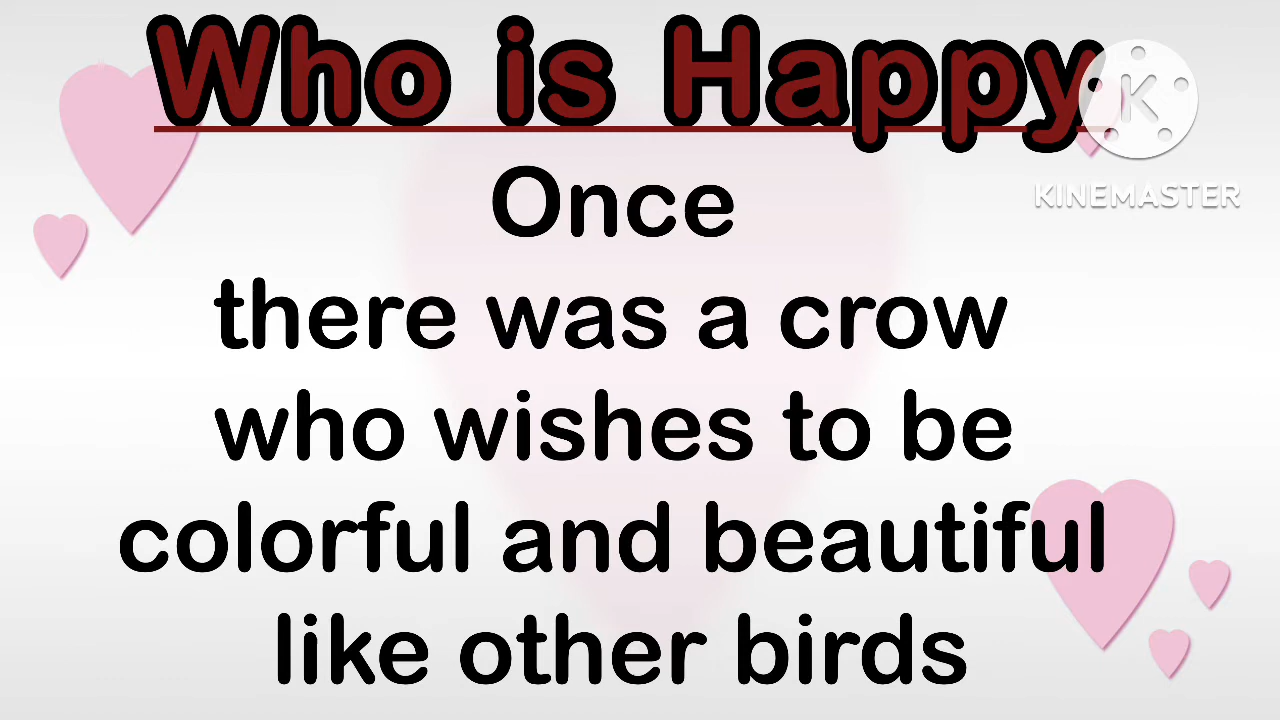 Who is Happy
KINEMASTER
Once
there was a crow
who wishes to be
colorful and beautiful
like other birds